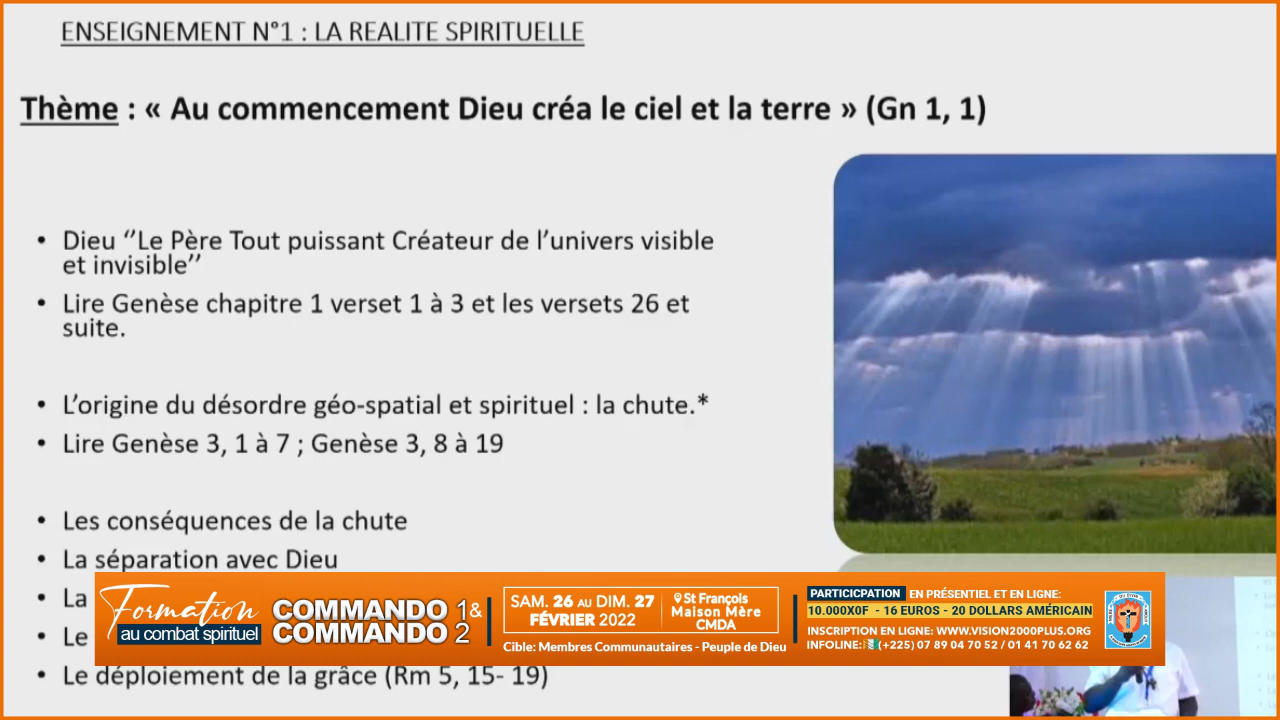 ENSEIGNEMENT N°1 : LA REALITE SPIRITUELLE
Thème : « Au commencement Dieu créa le ciel et la terre » (Gn 1, 1)
• Dieu ‘’Le Père Tout puissant Créateur de l’univers visible
et invisible’’
• Lire Genèse chapitre 1 verset 1 à 3 et les versets 26 et
suite.
• L’origine du désordre géo-spatial et spirituel : la chute.*
• Lire Genèse 3, 1 à 7 ; Genèse 3, 8 à 19
• Les conséquences de la chute
• La séparation avec Dieu
• La
• Le
• Le déploiement de la grâce (Rm 5, 15- 19)
Formation
au combat spirituel
COMMANDO 1&
COMMANDO 2
SAM. 26 AU DIM. 27
FÉVRIER 2022
St François
Maison Mère
CMDA
Cible: Membres Communautaires - Peuple de Dieu
PARTICICPATION EN PRÉSENTIEL ET EN LIGNE:
10.000X0F - 16 EUROS - 20 DOLLARS AMÉRICAIN
INSCRIPTION EN LIGNE: WWW.VISION2000PLUS.ORG
INFOLINE: (+225) 07 89 04 70 52 / 01 41 70 62 62